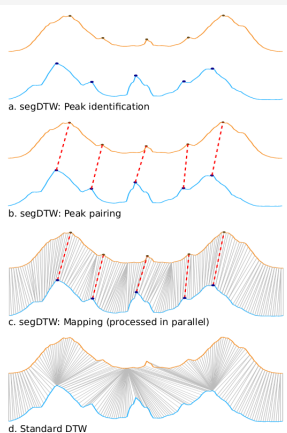 a. segDTW: Peak identification
b. segDTW: Peak pairing
c. segDTW: Mapping (processed in parallel)
d. Standard DTW